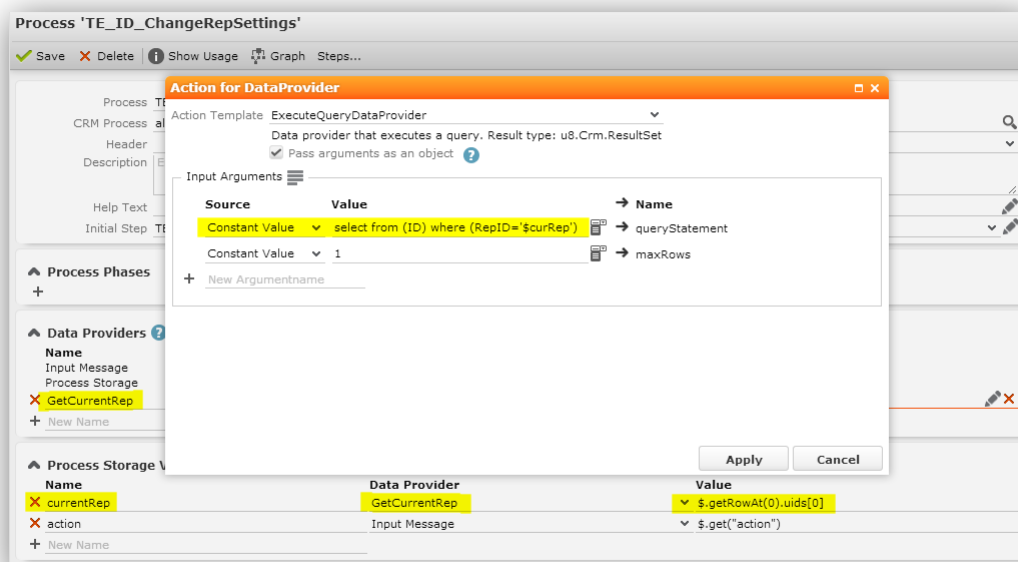 Process 'TE_ID_ChangeRepSettings'
Save Delete Show Usage Graph Steps...
Action for DataProvider
Process TE
Action Template ExecuteQueryDataProvider
CRM Process al
Data provider that executes a query. Result type: u8.Crm.ResultSet
Header
Pass arguments as an object ?
Description E
Input Arguments
Source Value → Name
Help Text
Constant Value select from (ID) where (RepID='$curRep') → queryStatement
Initial Step TE
Constant Value 1 → maxRows
Process Phases
+ New Argumentname
+
Data Providers ?
Name
Input Message
Process Storage
GetCurrentRep
+ New Name
Apply Cancel
Process Storage V
Name Data Provider Value
currentRep GetCurrentRep $.getRowAt(0).uids[0]
action Input Message $.get("action")
+ New Name